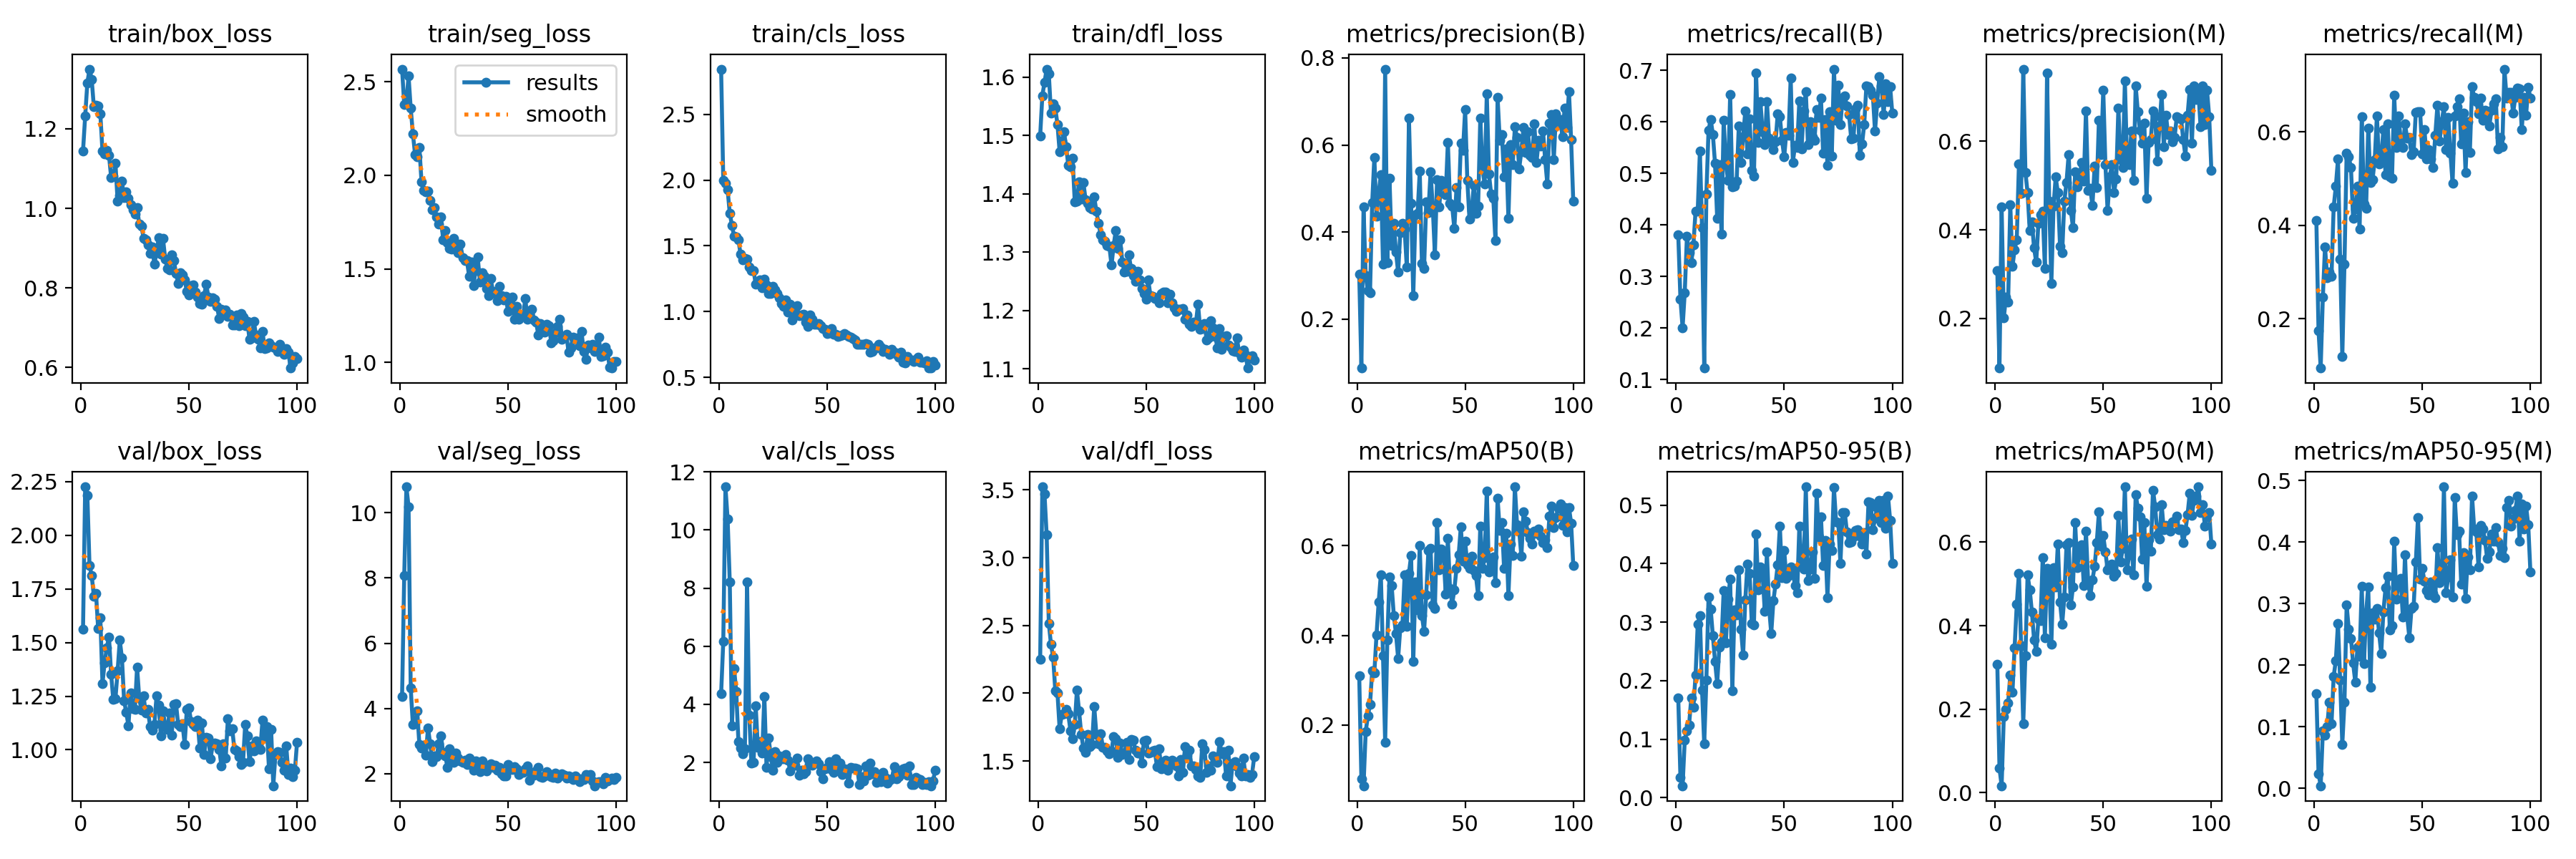 train/box_loss
1.2
1.0
0.8
0.6
0 50 100
train/seg_loss
results
smooth
2.5
2.0
1.5
1.0
0 50 100
train/cls_loss
2.5
2.0
1.5
1.0
0.5
0 50 100
train/dfl_loss
1.6
1.5
1.4
1.3
1.2
1.1
0 50 100
metrics/precision(B)
0.8
0.6
0.4
0.2
0 50 100
metrics/recall(B)
0.7
0.6
0.5
0.4
0.3
0.2
0.1
0 50 100
metrics/precision(M)
0.6
0.4
0.2
0 50 100
metrics/recall(M)
0.6
0.4
0.2
0 50 100
val/box_loss
2.25
2.00
1.75
1.50
1.25
1.00
0 50 100
val/seg_loss
10
8
6
4
2
0 50 100
val/cls_loss
12
10
8
6
4
2
0 50 100
val/dfl_loss
3.5
3.0
2.5
2.0
1.5
0 50 100
metrics/mAP50(B)
0.6
0.4
0.2
0 50 100
metrics/mAP50-95(B)
0.5
0.4
0.3
0.2
0.1
0.0
0 50 100
metrics/mAP50(M)
0.6
0.4
0.2
0.0
0 50 100
metrics/mAP50-95(M)
0.5
0.4
0.3
0.2
0.1
0.0
0 50 100